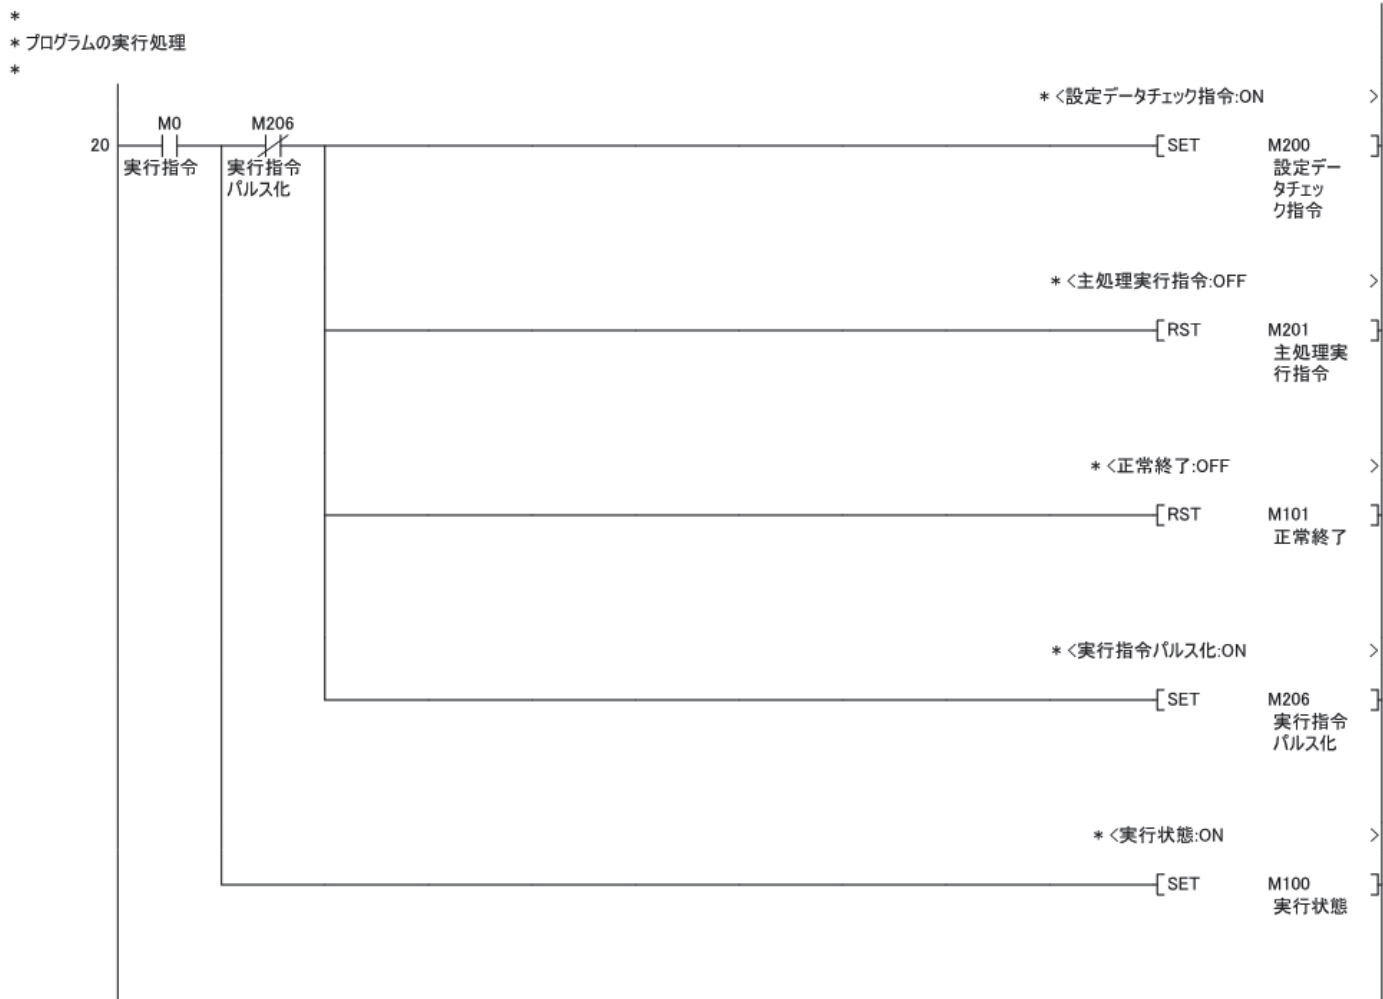 *
* プログラムの実行処理
*
* <設定データチェック指令:ON >
M0 M206
20 [SET M200 ]
実行指令 実行指令 設定デー
パルス化 タチェッ
ク指令
* <主処理実行指令:OFF >
[RST M201 ]
主処理実
行指令
* <正常終了:OFF >
[RST M101 ]
正常終了
* <実行指令パルス化:ON >
[SET M206 ]
実行指令
パルス化
* <実行状態:ON >
[SET M100 ]
実行状態